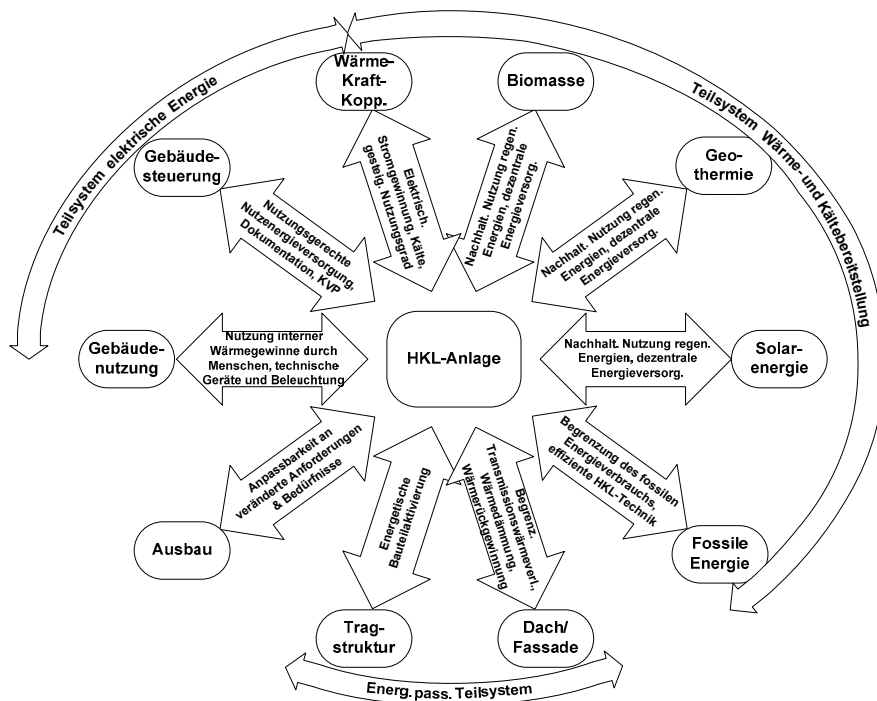 Teilsystem elektrische Energie
Teilsystem Wärme- und Kältebereitstellung
Wärme-
Kraft-
Kopp.
Biomasse
Gebäude-
steuerung
Geo-
thermie
Elektrisch.
Stromgewinnung, Kälte,
gesteig. Nutzungsgrad
Nachhalt. Nutzung regen.
Energien, dezentrale
Energieversorg.
Nutzungsgerechte
Nutzenergieversorgung,
Dokumentation, KVP
Nachhalt. Nutzung regen.
Energien, dezentrale
Energieversorg.
Gebäude-
nutzung
Nutzung interner
Wärmegewinne durch
Menschen, technische
Geräte und Beleuchtung
HKL-Anlage
Nachhalt. Nutzung regen.
Energien, dezentrale
Energieversorg.
Solar-
energie
Anpassbarkeit an
veränderte Anforderungen
& Bedürfnisse
Energetische
Bauteilaktivierung
Begrenz.
Transmissionswärmeverl.,
Wärmedämmung,
Wärmerückgewinnung
Begrenzung des fossilen
Energieverbrauchs,
effiziente HKL-Technik
Ausbau
Fossile
Energie
Trag-
struktur
Dach/
Fassade
Energ. pass. Teilsystem